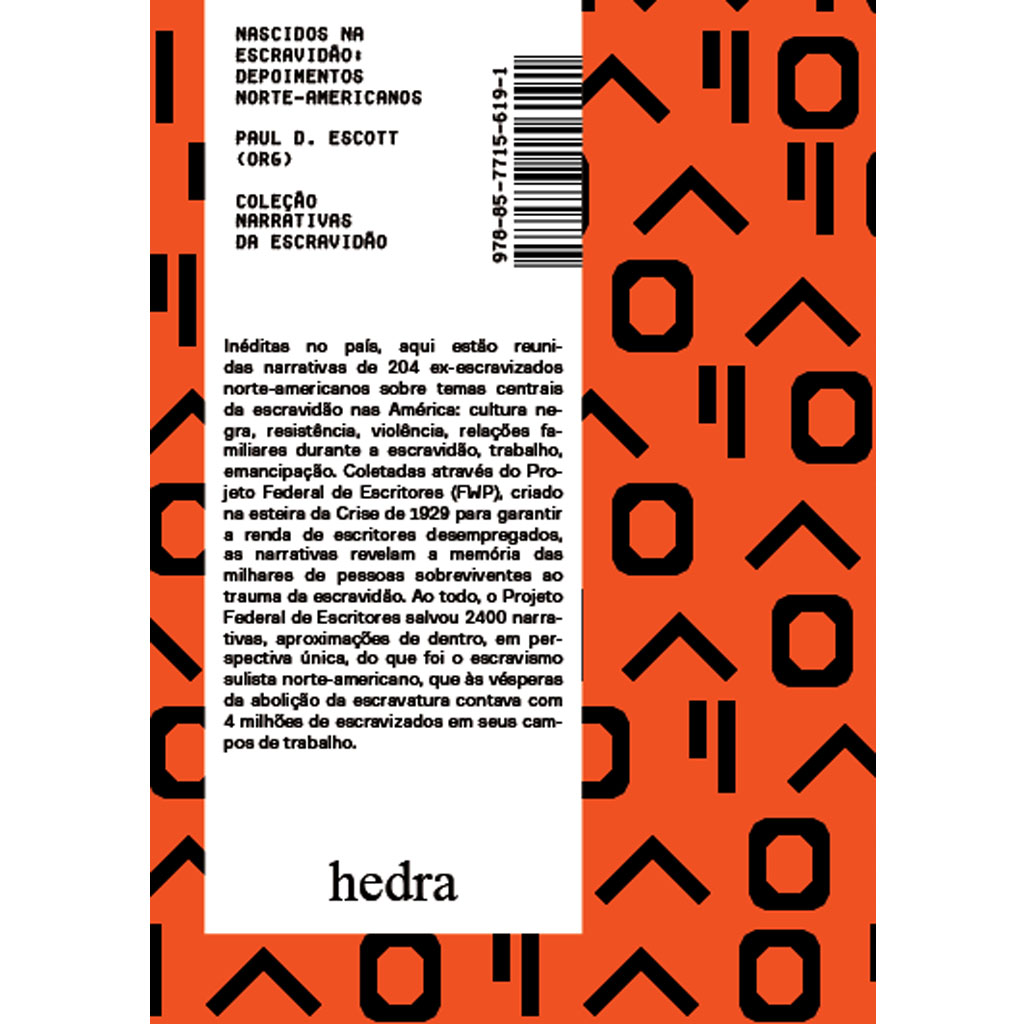 NASCIDOS NA
ESCRAVIDÃO:
DEPOIMENTOS
NORTE-AMERICANOS
PAUL D. ESCOTT
(ORG)
COLEÇÃO
NARRATIVAS
DA ESCRAVIDÃO
978-85-7715-619-1
Inéditas no país, aqui estão reuni-
das narrativas de 204 ex-escravizados
norte-americanos sobre temas centrais
da escravidão nas América: cultura ne-
gra, resistência, violência, relações fa-
miliares durante a escravidão, trabalho,
emancipação. Coletadas através do Pro-
jeto Federal de Escritores (FWP), criado
na esteira da Crise de 1929 para garantir
a renda de escritores desempregados,
as narrativas revelam a memória das
milhares de pessoas sobreviventes ao
trauma da escravidão. Ao todo, o Projeto
Federal de Escritores salvou 2400 narra-
tivas, aproximações de dentro, em per-
spectiva única, do que foi o escravismo
sulista norte-americano, que às vésperas
da abolição da escravatura contava com
4 milhões de escravizados em seus cam-
pos de trabalho.
hedra